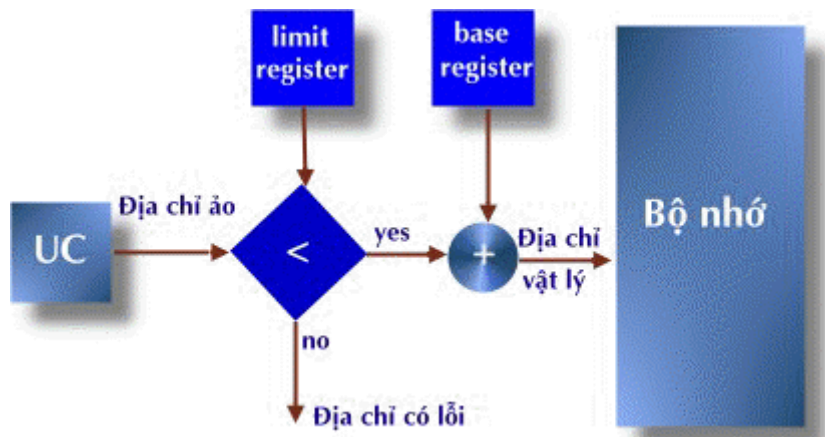 limit
register
base
register
UC
Địa chỉ ảo
<
yes
+
Địa chỉ
vật lý
Bộ nhớ
no
Địa chỉ có lỗi